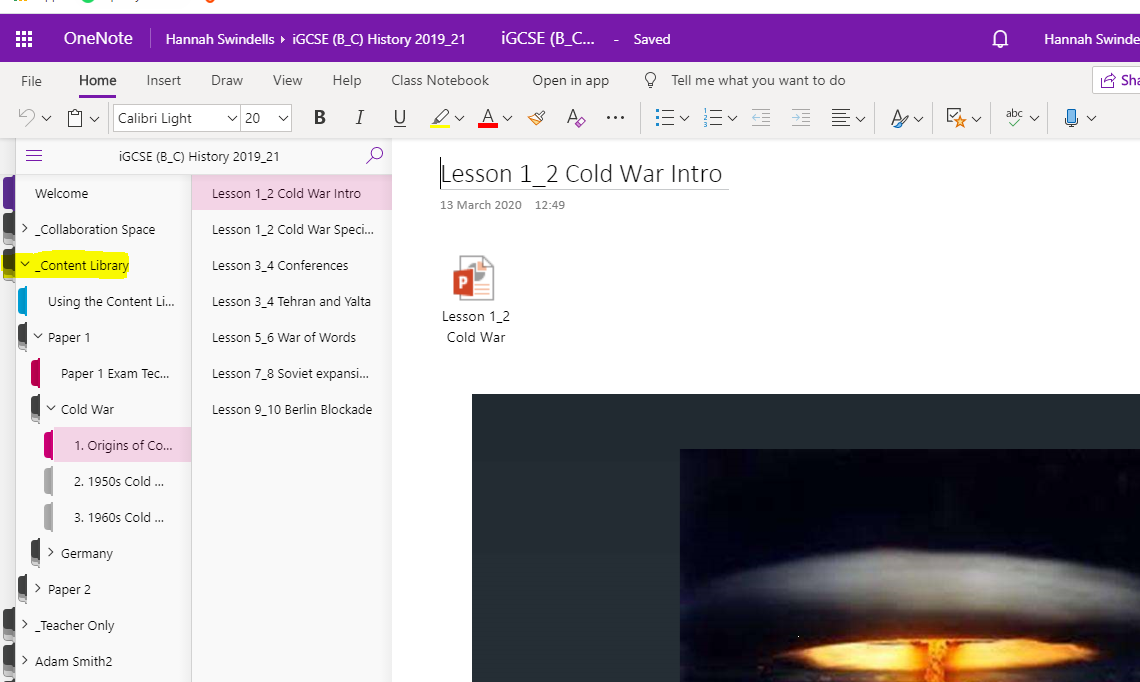 OneNote
Hannah Swindells › iGCSE (B_C) History 2019_21
iGCSE (B_C... - Saved
Hannah Swinde
File Home Insert Draw View Help Class Notebook Open in app Tell me what you want to do Sha
Calibri Light 20 B I U A A ... abc
iGCSE (B_C) History 2019_21
Welcome
_Collaboration Space
_Content Library
Using the Content Li...
Paper 1
Paper 1 Exam Tec...
Cold War
1. Origins of Co...
2. 1950s Cold ...
3. 1960s Cold ...
Germany
Paper 2
_Teacher Only
Adam Smith2
Lesson 1_2 Cold War Intro
Lesson 1_2 Cold War Speci...
Lesson 3_4 Conferences
Lesson 3_4 Tehran and Yalta
Lesson 5_6 War of Words
Lesson 7_8 Soviet expansi...
Lesson 9_10 Berlin Blockade
Lesson 1_2 Cold War Intro
13 March 2020 12:49
Lesson 1_2
Cold War